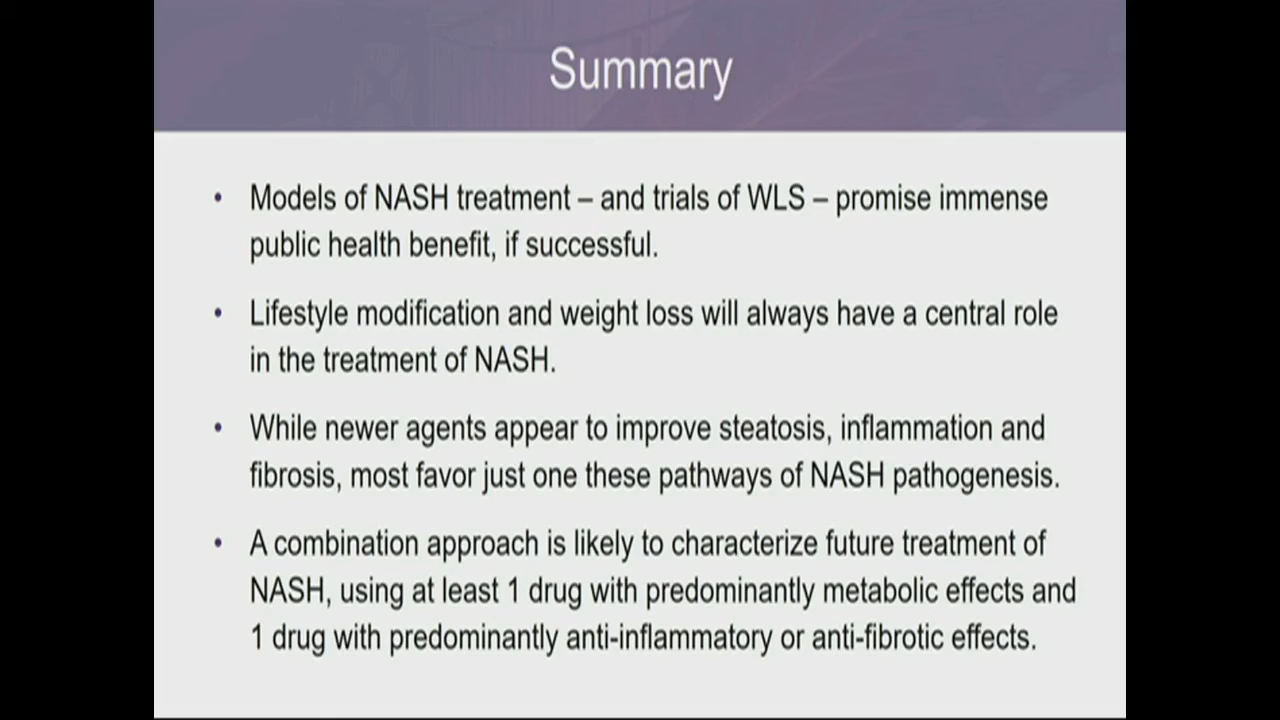 Summary
• Models of NASH treatment – and trials of WLS – promise immense
public health benefit, if successful.
• Lifestyle modification and weight loss will always have a central role
in the treatment of NASH.
• While newer agents appear to improve steatosis, inflammation and
fibrosis, most favor just one these pathways of NASH pathogenesis.
• A combination approach is likely to characterize future treatment of
NASH, using at least 1 drug with predominantly metabolic effects and
1 drug with predominantly anti-inflammatory or anti-fibrotic effects.